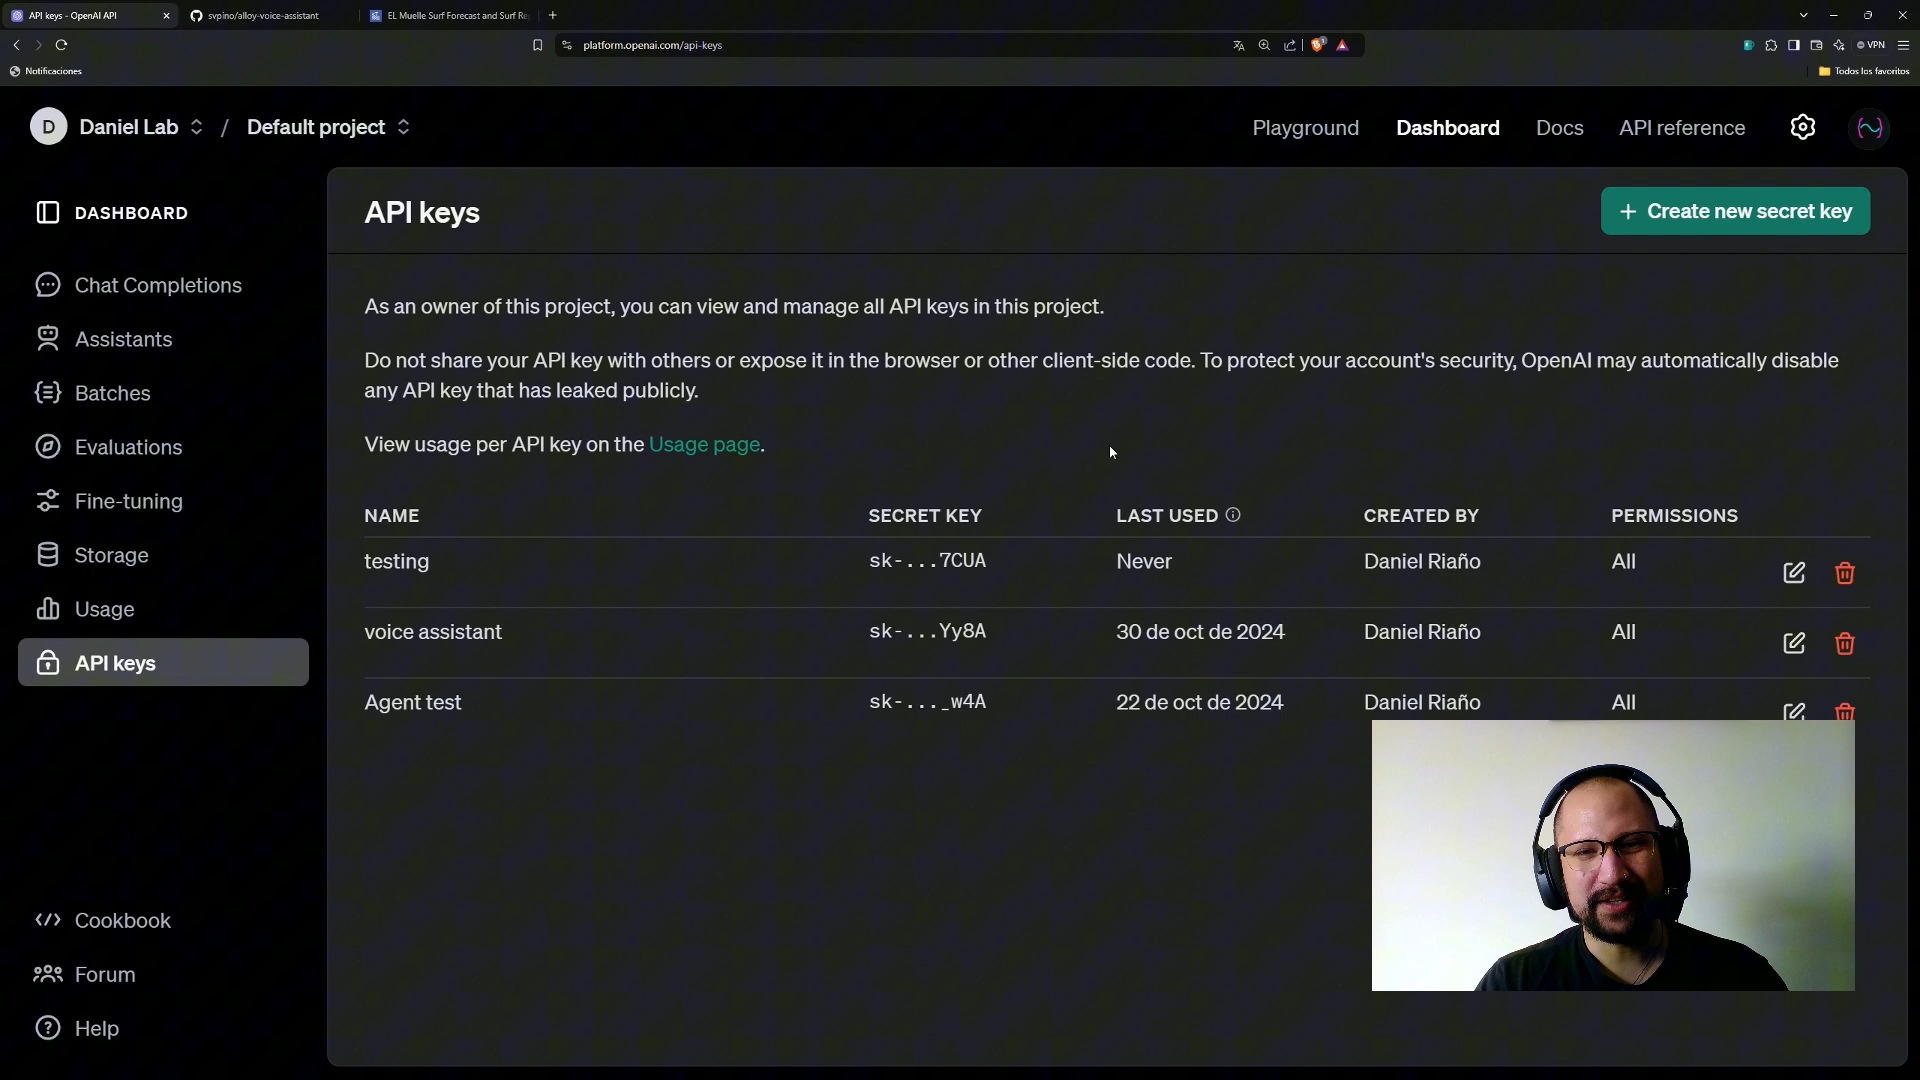 API keys - OpenAI API
svpino/alloy-voice-assistant
EL Muelle Surf Forecast and Surf Re
platform.openai.com/api-keys
VPN
Notificaciones
Todos los favoritos
D
Daniel Lab / Default project
Playground
Dashboard
Docs
API reference
DASHBOARD
Chat Completions
Assistants
Batches
Evaluations
Fine-tuning
Storage
Usage
API keys
Cookbook
Forum
Help
API keys
+ Create new secret key
As an owner of this project, you can view and manage all API keys in this project.
Do not share your API key with others or expose it in the browser or other client-side code. To protect your account's security, OpenAI may automatically disable
any API key that has leaked publicly.
View usage per API key on the Usage page.
NAME SECRET KEY LAST USED CREATED BY PERMISSIONS
testing sk-...7CUA Never Daniel Riaño All
voice assistant sk-...Yy8A 30 de oct de 2024 Daniel Riaño All
Agent test sk-..._w4A 22 de oct de 2024 Daniel Riaño All